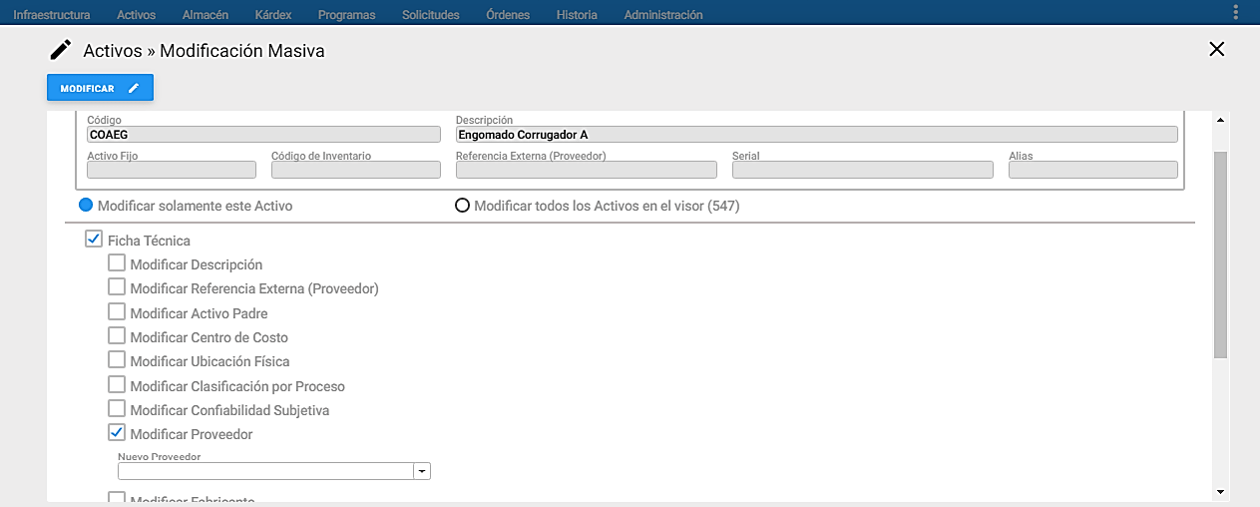 Infraestructura Activos Almacén Kárdex Programas Solicitudes Órdenes Historia Administración
Activos » Modificación Masiva
MODIFICAR
Código Descripción
COAEG Engomado Corrugador A
Activo Fijo Código de Inventario Referencia Externa (Proveedor) Serial Alias
Modificar solamente este Activo Modificar todos los Activos en el visor (547)
Ficha Técnica
Modificar Descripción
Modificar Referencia Externa (Proveedor)
Modificar Activo Padre
Modificar Centro de Costo
Modificar Ubicación Física
Modificar Clasificación por Proceso
Modificar Confiabilidad Subjetiva
Modificar Proveedor
Nuevo Proveedor
Modificar Fabricante